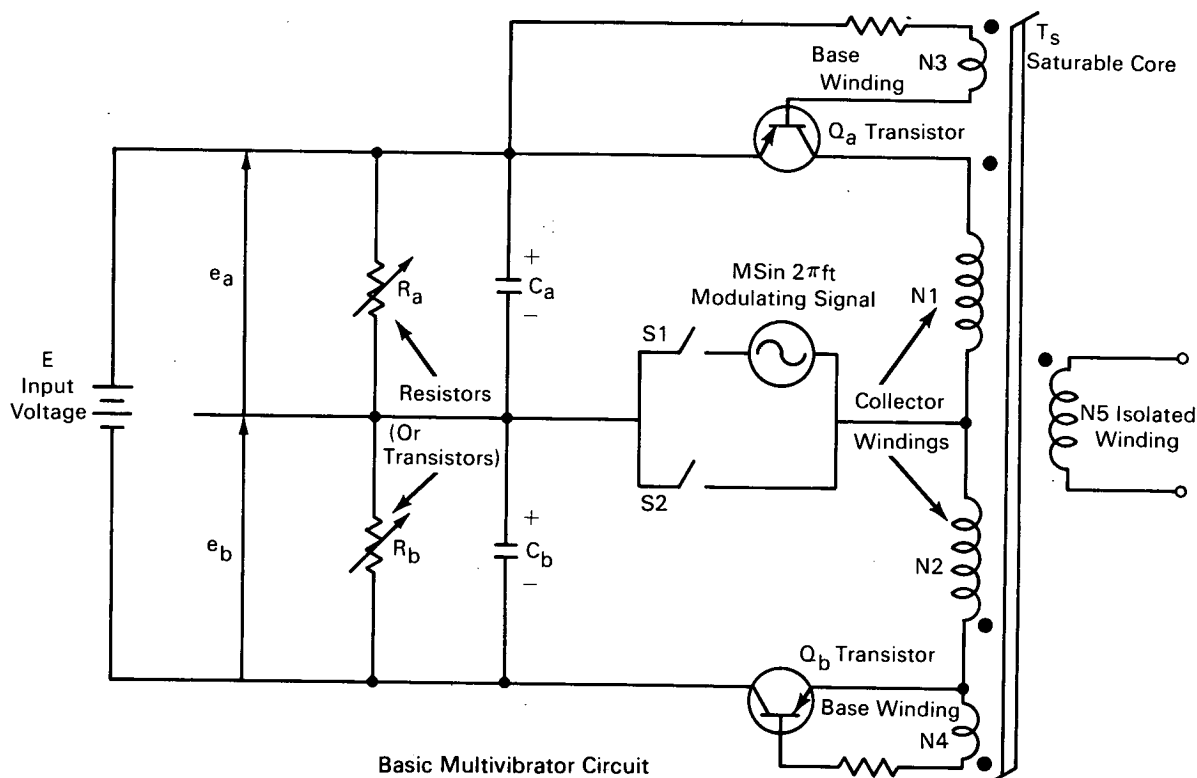 T_s
Saturable Core
N3
Base
Winding
Q_a Transistor
MSin 2πft
Modulating Signal
N1
e_a
R_a
+
C_a
−
S1
E
Input
Voltage
Resistors
(Or
Transistors)
Collector
Windings
N5 Isolated
Winding
S2
e_b
R_b
+
C_b
−
N2
Q_b Transistor
Base Winding
N4
Basic Multivibrator Circuit